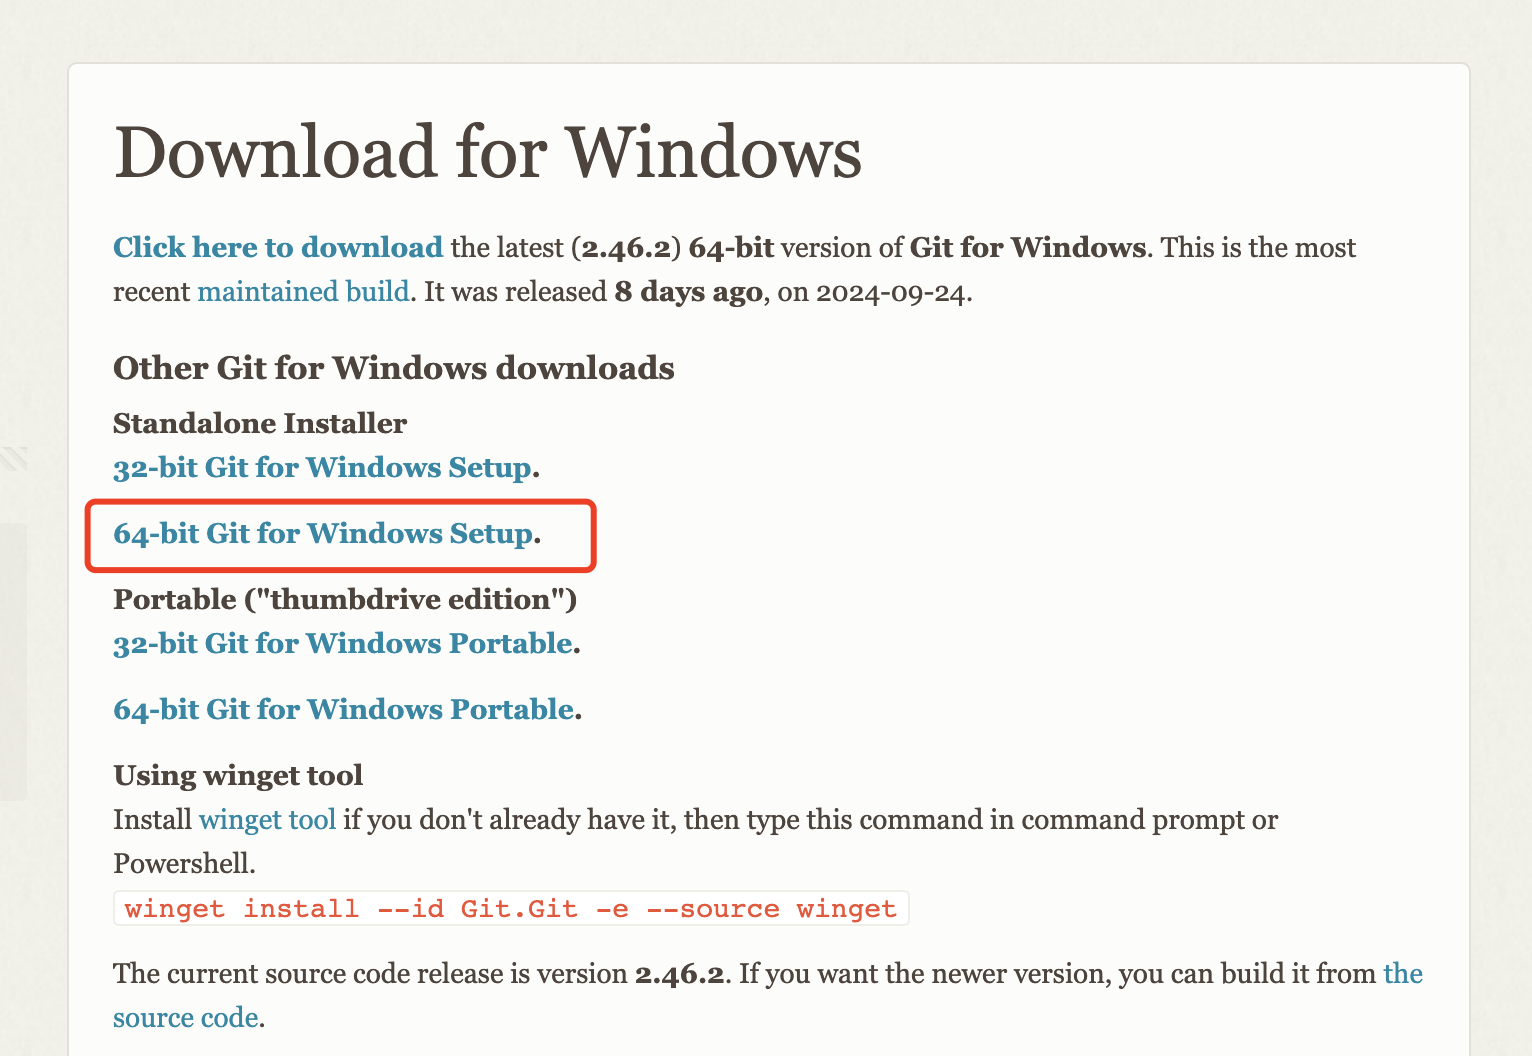 Download for Windows
Click here to download the latest (2.46.2) 64-bit version of Git for Windows. This is the most
recent maintained build. It was released 8 days ago, on 2024-09-24.
Other Git for Windows downloads
Standalone Installer
32-bit Git for Windows Setup.
64-bit Git for Windows Setup.
Portable ("thumbdrive edition")
32-bit Git for Windows Portable.
64-bit Git for Windows Portable.
Using winget tool
Install winget tool if you don't already have it, then type this command in command prompt or
Powershell.
winget install --id Git.Git -e --source winget
The current source code release is version 2.46.2. If you want the newer version, you can build it from the
source code.